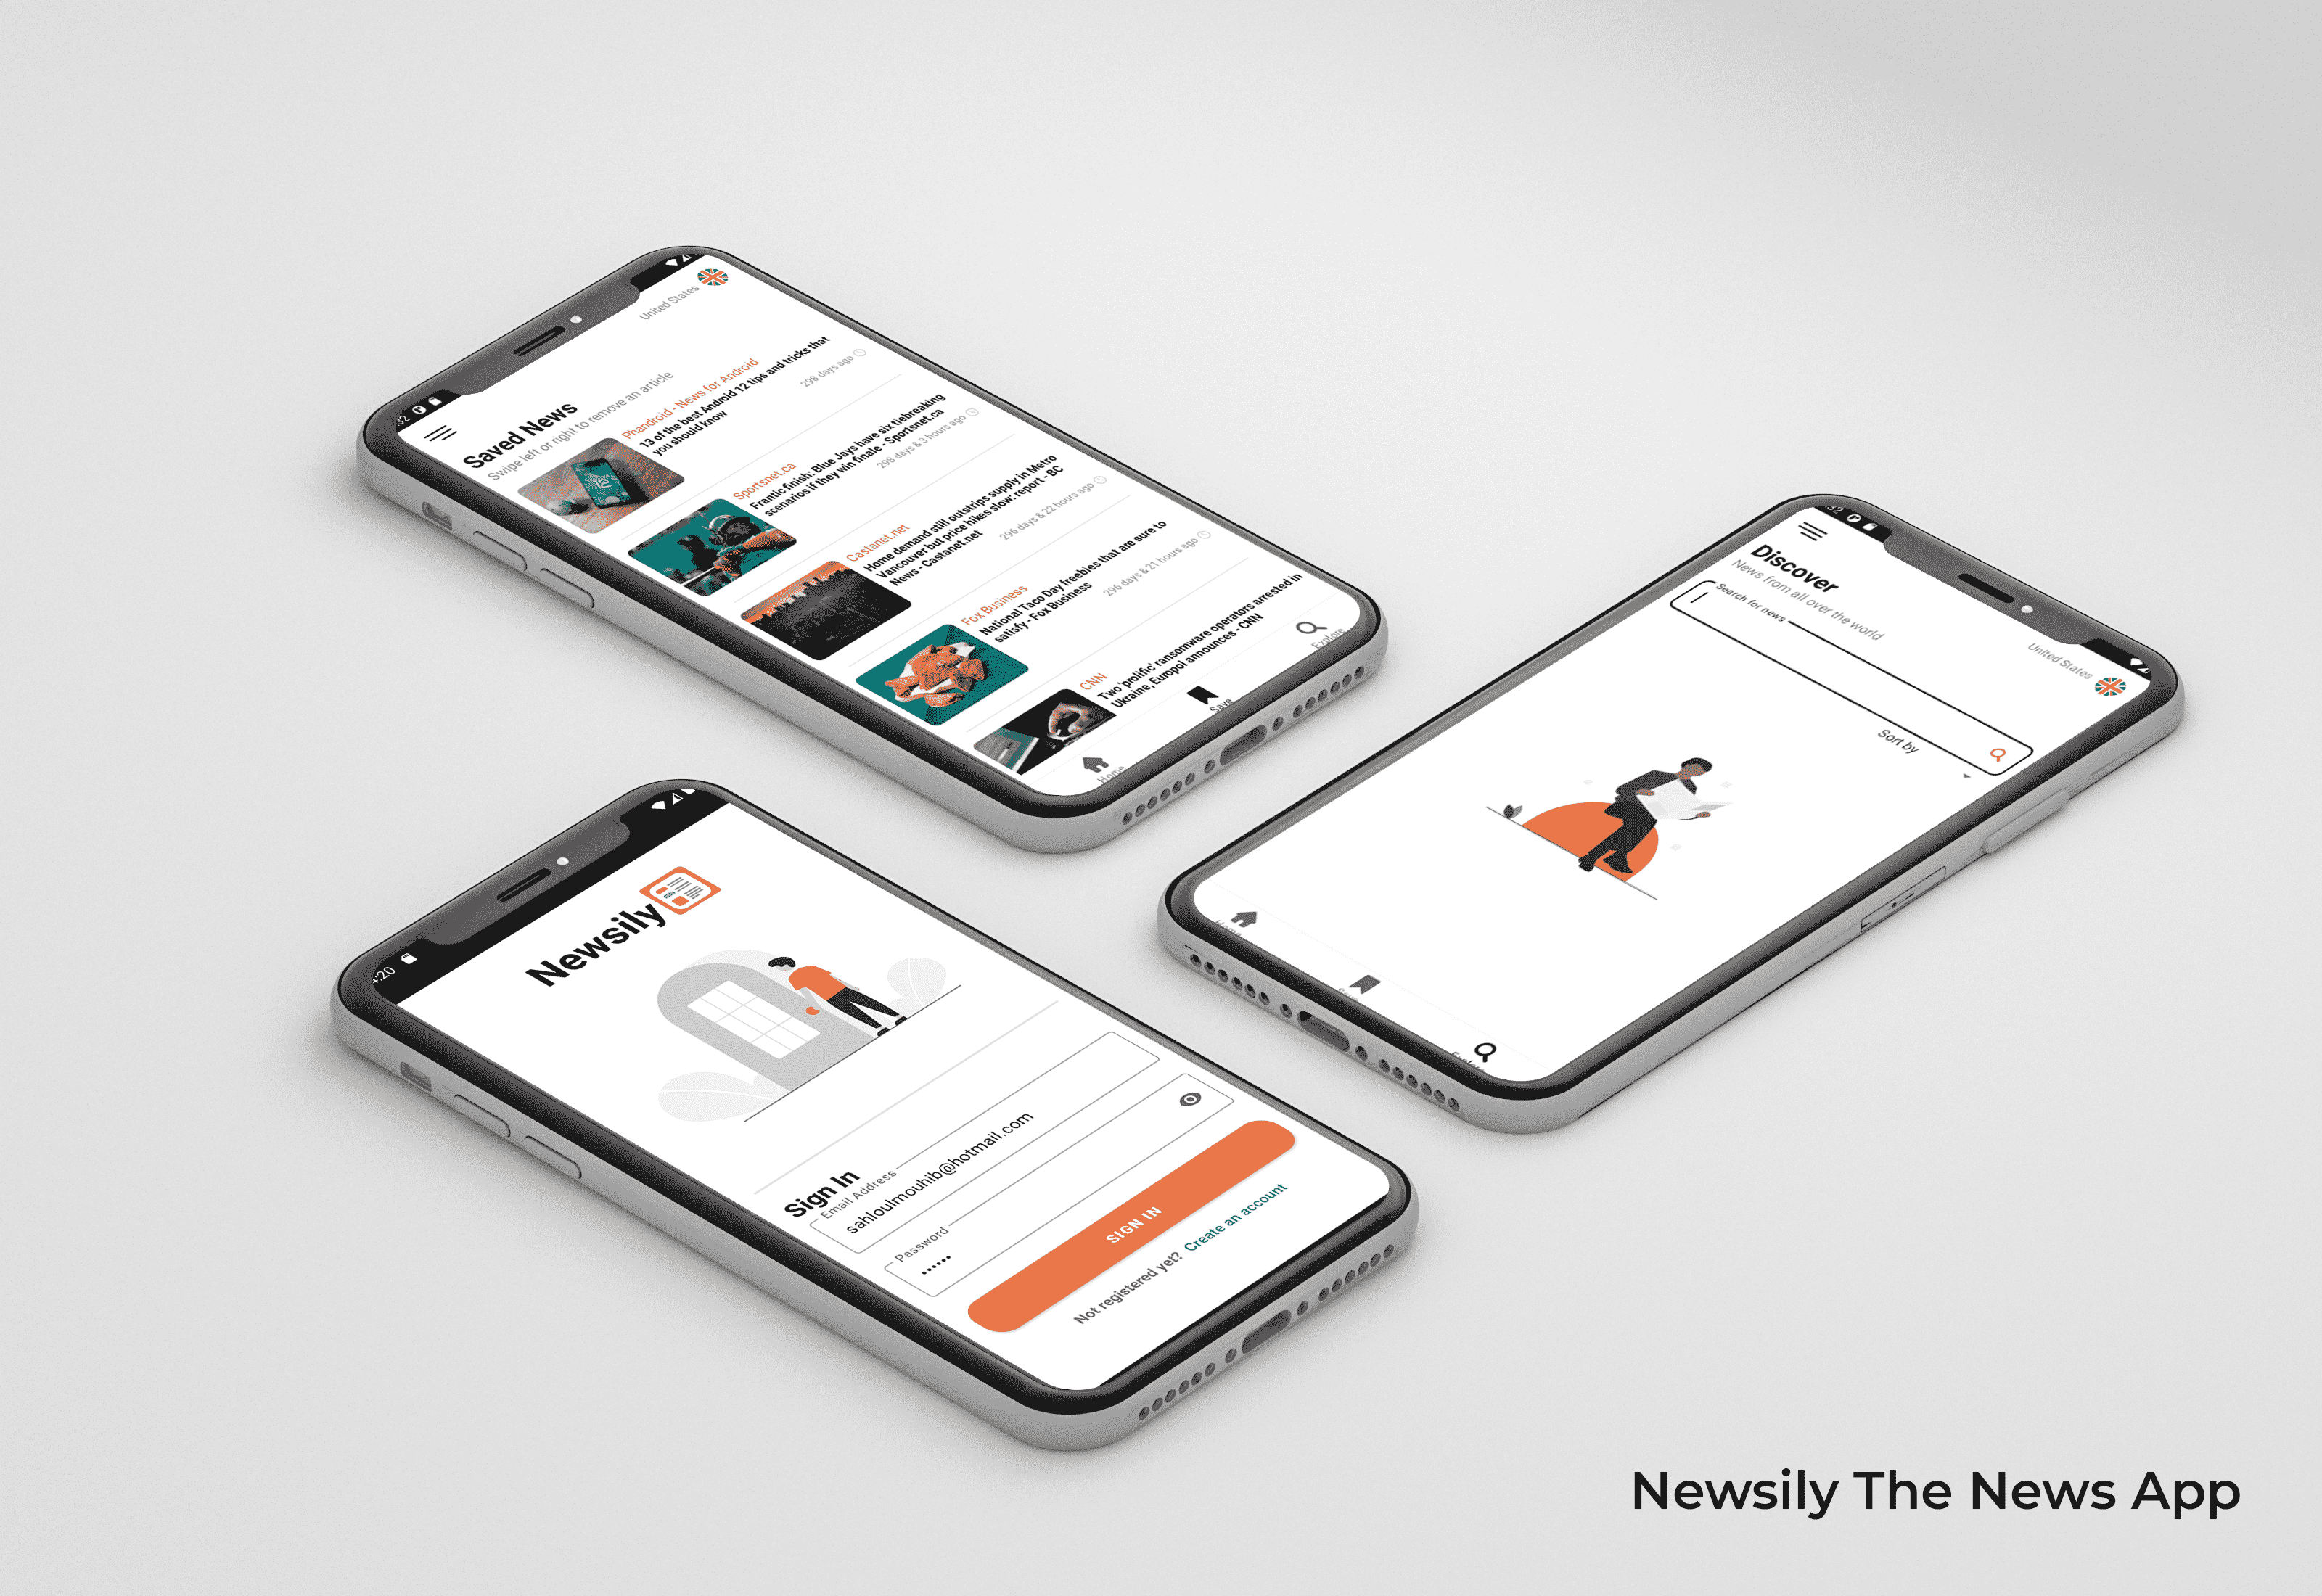 United States
Saved News
Swipe left or right to remove an article
Phandroid - News for Android
13 of the best Android 12 tips and tricks that
you should know
298 days ago
12
Sportsnet.ca
Frantic finish: Blue Jays have six tiebreaking
scenarios if they win finale - Sportsnet.ca
298 days & 3 hours ago
Castanet.net
Home demand still outstrips supply in Metro
Vancouver but price hikes slow: report - BC
News - Castanet.net
296 days & 22 hours ago
Fox Business
National Taco Day freebies that are sure to
satisfy - Fox Business
296 days & 21 hours ago
CNN
Two 'prolific' ransomware operators arrested in
Ukraine, Europol announces - CNN
Home
Save
Explore
Discover
News from all over the world
United States
Search for news
Sort by
Home
Explore
Newsily
Sign In
Email Address
sahloulmouhib@hotmail.com
Password
••••••
SIGN IN
Not registered yet? Create an account
Newsily The News App